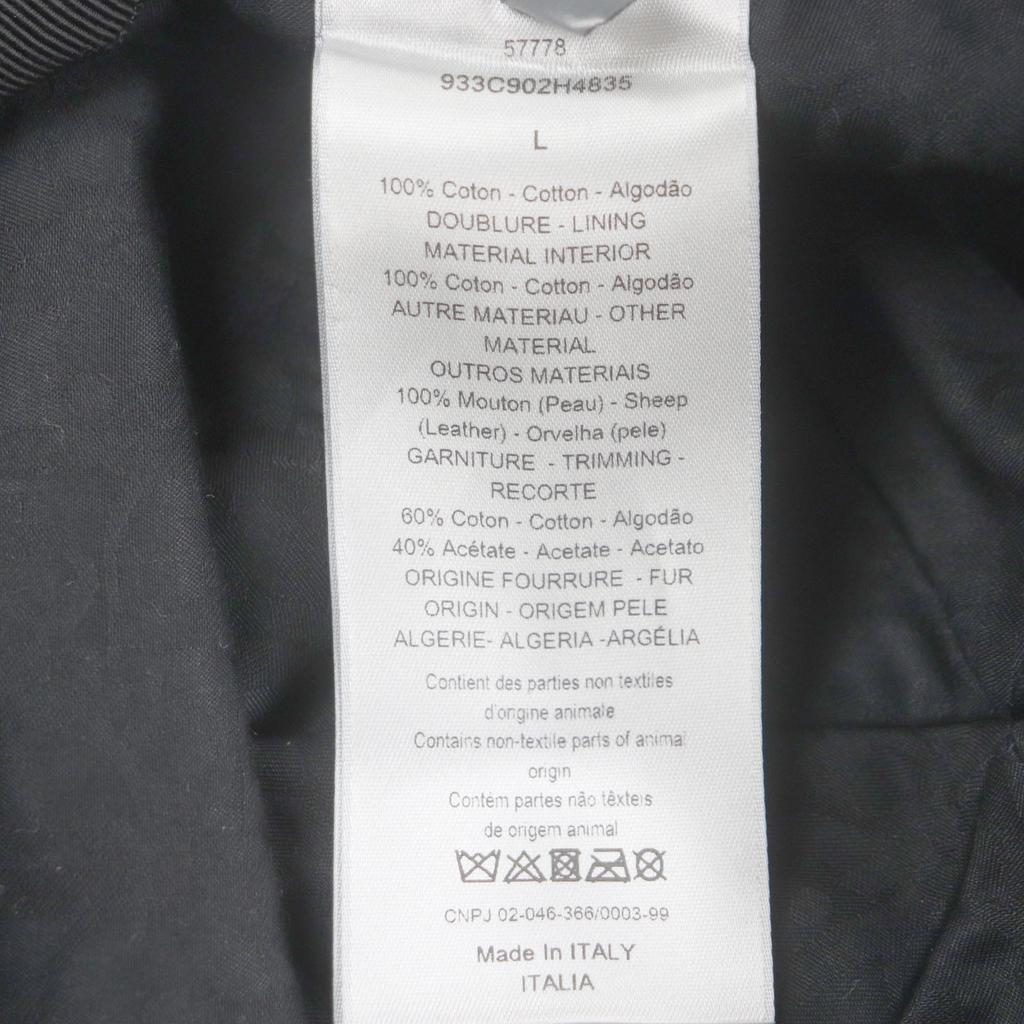 57778
933C902H4835
L
100% Coton - Cotton - Algodão
DOUBLURE - LINING
MATERIAL INTERIOR
100% Coton - Cotton - Algodão
AUTRE MATERIAU - OTHER
MATERIAL
OUTROS MATERIAIS
100% Mouton (Peau) - Sheep
(Leather) - Orvelha (pele)
GARNITURE - TRIMMING -
RECORTE
60% Coton - Cotton - Algodão
40% Acétate - Acetate - Acetato
ORIGINE FOURRURE - FUR
ORIGIN - ORIGEM PELE
ALGERIE- ALGERIA -ARGÉLIA
Contient des parties non textiles
d'origine animale
Contains non-textile parts of animal
origin
Contém partes não têxteis
de origem animal
CNPJ 02-046-366/0003-99
Made In ITALY
ITALIA